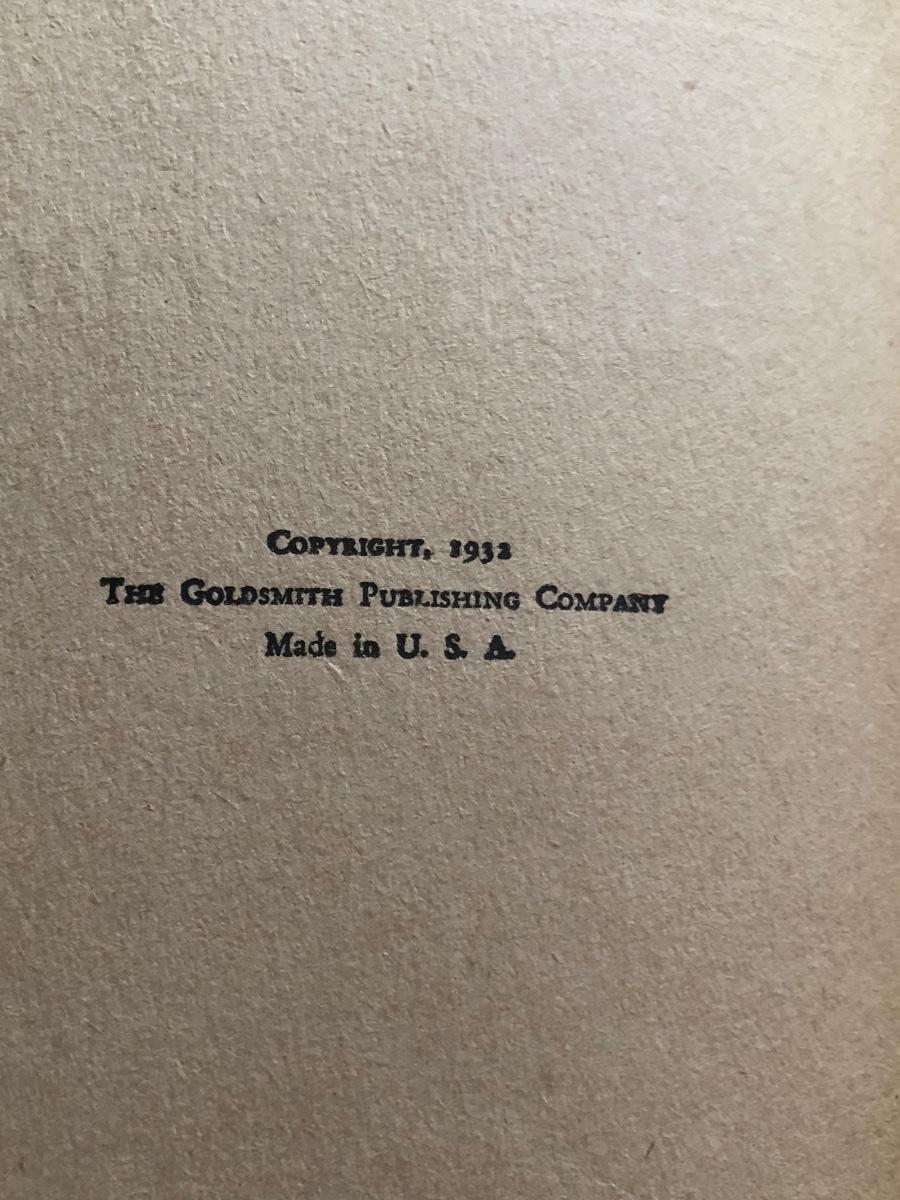 COPYRIGHT, 1932
THE GOLDSMITH PUBLISHING COMPANY
Made in U. S. A.